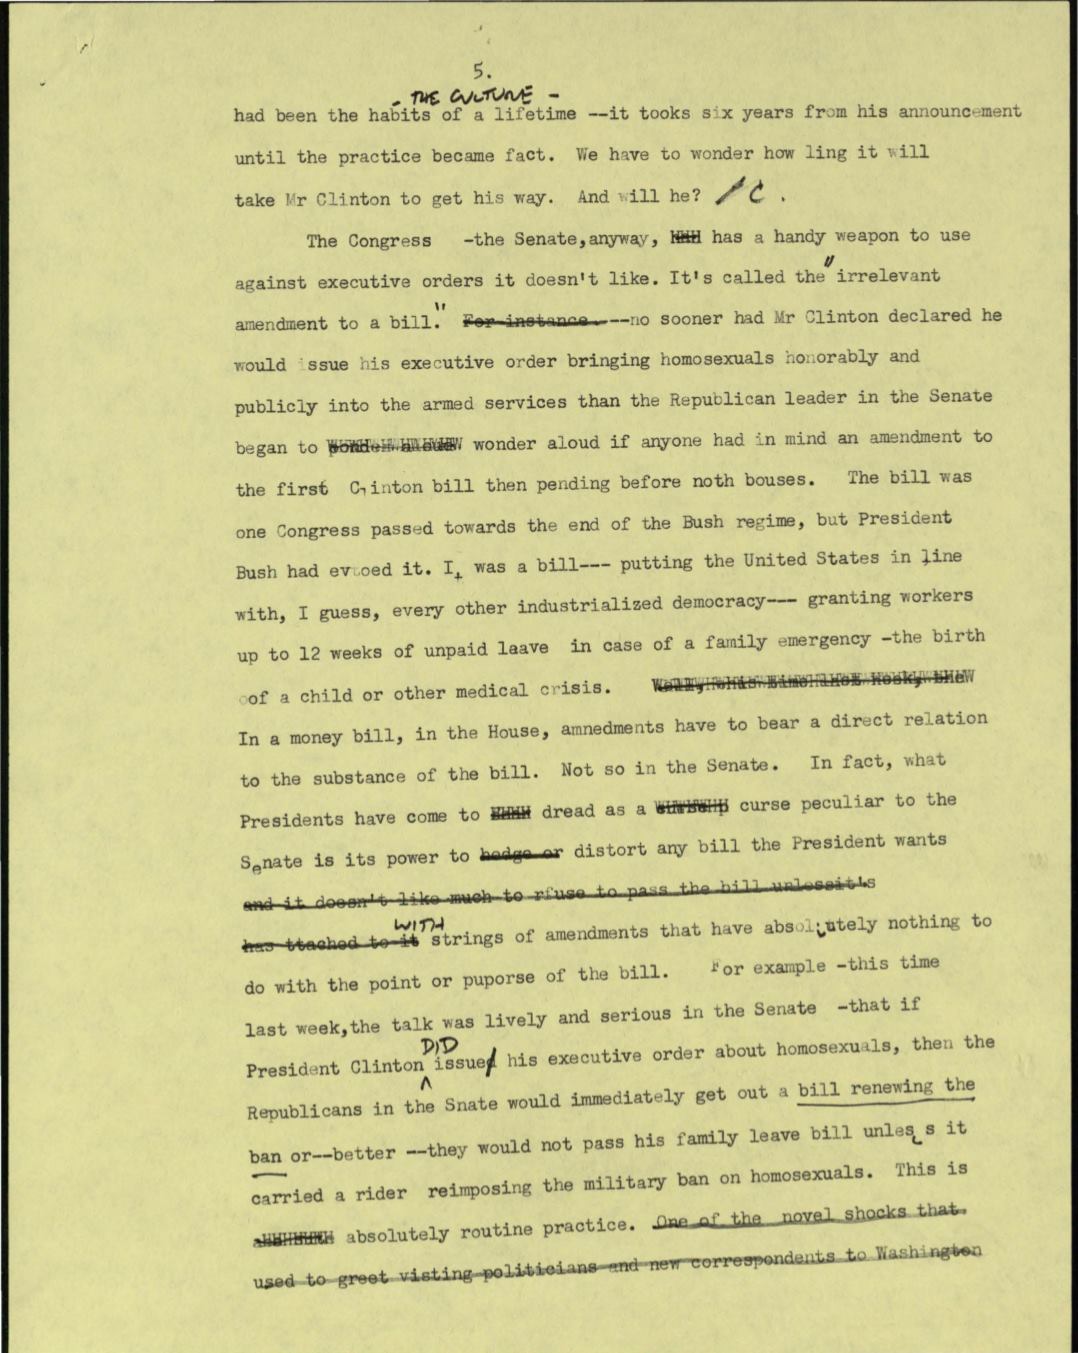 5.
- THE CULTURE -
had been the habits of a lifetime --it tooks six years from his announcement
until the practice became fact. We have to wonder how ling it will
take Mr Clinton to get his way. And will he? / C .
The Congress -the Senate,anyway, has a handy weapon to use
against executive orders it doesn't like. It's called the "irrelevant
amendment to a bill." For instance ---no sooner had Mr Clinton declared he
would issue his executive order bringing homosexuals honorably and
publicly into the armed services than the Republican leader in the Senate
began to wonder aloud if anyone had in mind an amendment to
the first Clinton bill then pending before noth bouses. The bill was
one Congress passed towards the end of the Bush regime, but President
Bush had evtoed it. It was a bill--- putting the United States in line
with, I guess, every other industrialized democracy--- granting workers
up to 12 weeks of unpaid leave in case of a family emergency -the birth
oof a child or other medical crisis.
In a money bill, in the House, amnedments have to bear a direct relation
to the substance of the bill. Not so in the Senate. In fact, what
Presidents have come to dread as a curse peculiar to the
Senate is its power to hedge or distort any bill the President wants
and it doesn't like much to rfuse to pass the bill unlessit's
WITH
has ttached to it strings of amendments that have absolutely nothing to
do with the point or puporse of the bill. For example -this time
last week,the talk was lively and serious in the Senate -that if
DID
President Clinton issued his executive order about homosexuals, then the
Republicans in the Snate would immediately get out a bill renewing the
ban or--better --they would not pass his family leave bill unless it
carried a rider reimposing the military ban on homosexuals. This is
absolutely routine practice. One of the novel shocks that
used to greet visting politicians and new correspondents to Washington